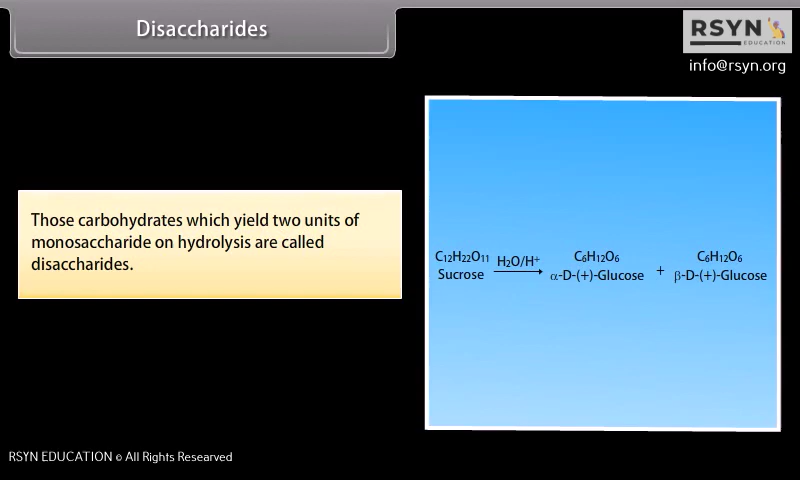 Disaccharides
RSYN
EDUCATION
info@rsyn.org
Those carbohydrates which yield two units of
monosaccharide on hydrolysis are called
disaccharides.
C₁₂H₂₂O₁₁ H₂O/H⁺ C₆H₁₂O₆ + C₆H₁₂O₆
Sucrose α-D-(+)-Glucose β-D-(+)-Glucose
RSYN EDUCATION © All Rights Researved